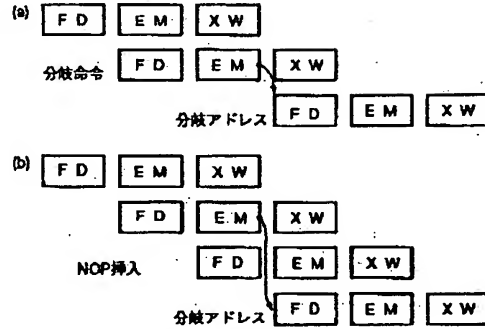 (a) F D E M X W
分岐命令 F D E M X W
分岐アドレス F D E M X W
(b) F D E M X W
F D E M X W
NOP挿入 F D E M X W
分岐アドレス F D E M X W